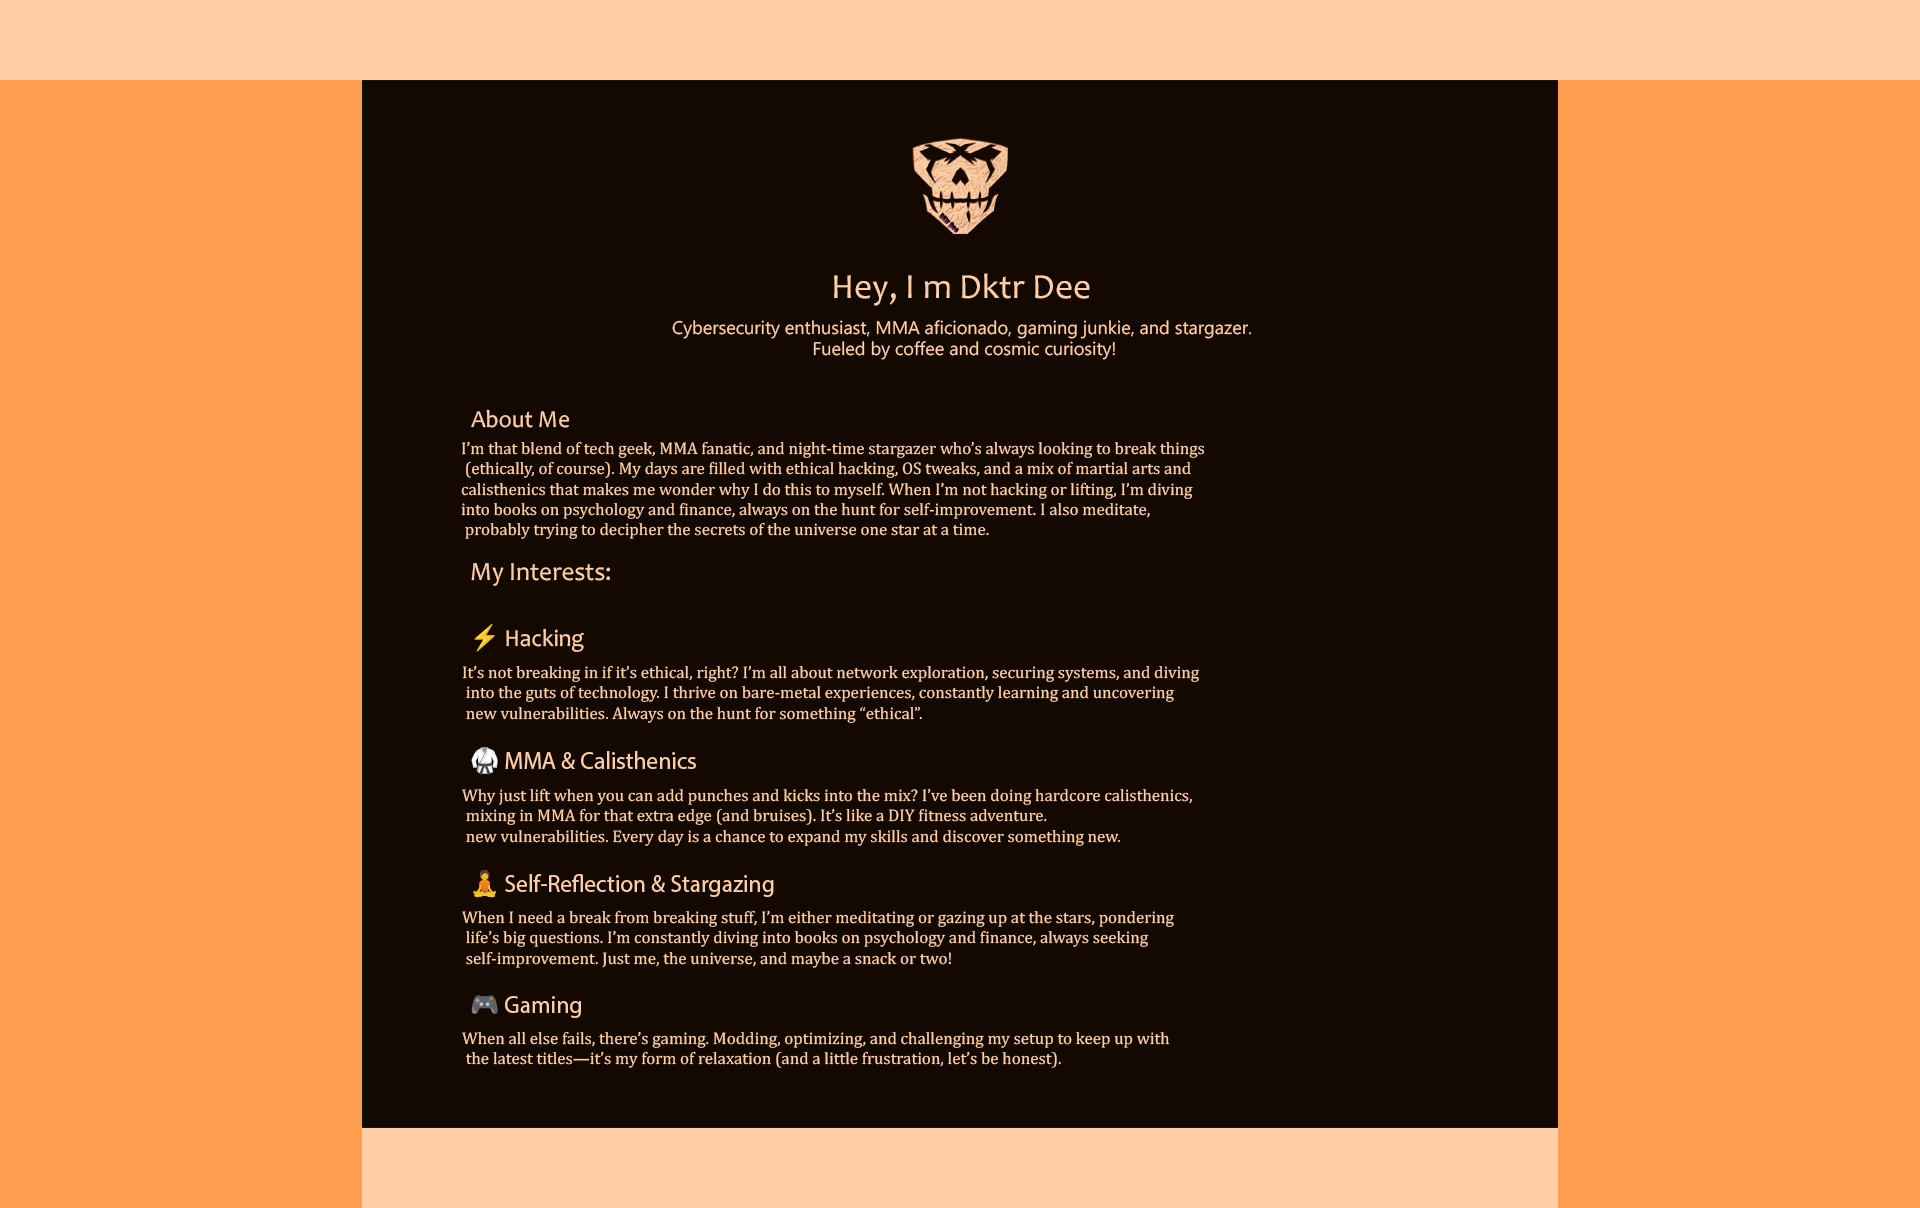 Hey, I m Dktr Dee
Cybersecurity enthusiast, MMA aficionado, gaming junkie, and stargazer.
Fueled by coffee and cosmic curiosity!
About Me
I’m that blend of tech geek, MMA fanatic, and night-time stargazer who’s always looking to break things
(ethically, of course). My days are filled with ethical hacking, OS tweaks, and a mix of martial arts and
calisthenics that makes me wonder why I do this to myself. When I’m not hacking or lifting, I’m diving
into books on psychology and finance, always on the hunt for self-improvement. I also meditate,
probably trying to decipher the secrets of the universe one star at a time.
My Interests:
⚡ Hacking
It’s not breaking in if it’s ethical, right? I’m all about network exploration, securing systems, and diving
into the guts of technology. I thrive on bare-metal experiences, constantly learning and uncovering
new vulnerabilities. Always on the hunt for something “ethical”.
🥋 MMA & Calisthenics
Why just lift when you can add punches and kicks into the mix? I’ve been doing hardcore calisthenics,
mixing in MMA for that extra edge (and bruises). It’s like a DIY fitness adventure.
new vulnerabilities. Every day is a chance to expand my skills and discover something new.
🧘 Self-Reflection & Stargazing
When I need a break from breaking stuff, I’m either meditating or gazing up at the stars, pondering
life’s big questions. I’m constantly diving into books on psychology and finance, always seeking
self-improvement. Just me, the universe, and maybe a snack or two!
🎮 Gaming
When all else fails, there’s gaming. Modding, optimizing, and challenging my setup to keep up with
the latest titles—it’s my form of relaxation (and a little frustration, let’s be honest).